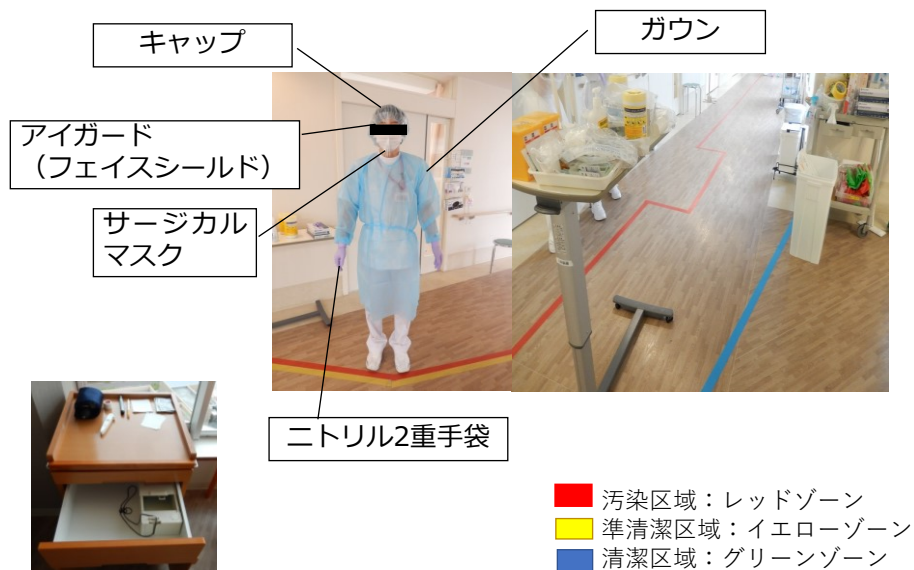 キャップ
ガウン
アイガード
（フェイスシールド）
サージカル
マスク
ニトリル2重手袋
汚染区域：レッドゾーン
準清潔区域：イエローゾーン
清潔区域：グリーンゾーン